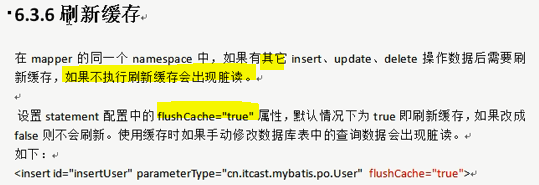 6.3.6 刷新缓存
在 mapper 的同一个 namespace 中，如果有其它 insert、update、delete 操作数据后需要刷
新缓存，如果不执行刷新缓存会出现脏读。
设置 statement 配置中的 flushCache="true" 属性，默认情况下为 true 即刷新缓存，如果改成
false 则不会刷新。使用缓存时如果手动修改数据库表中的查询数据会出现脏读。
如下：
<insert id="insertUser" parameterType="cn.itcast.mybatis.po.User" flushCache="true">